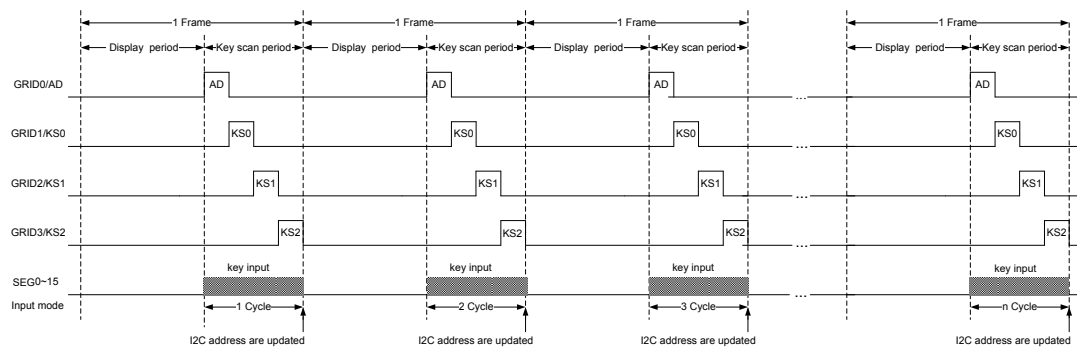 1 Frame 1 Frame 1 Frame 1 Frame
Display period Key scan period Display period Key scan period Display period Key scan period Display period Key scan period
GRID0/AD AD AD AD ... AD
GRID1/KS0 KS0 KS0 KS0 ... KS0
GRID2/KS1 KS1 KS1 KS1 ... KS1
GRID3/KS2 KS2 KS2 KS2 ... KS2
key input key input key input key input
SEG0~15 ...
Input mode 1 Cycle 2 Cycle 3 Cycle n Cycle
I2C address are updated I2C address are updated I2C address are updated I2C address are updated